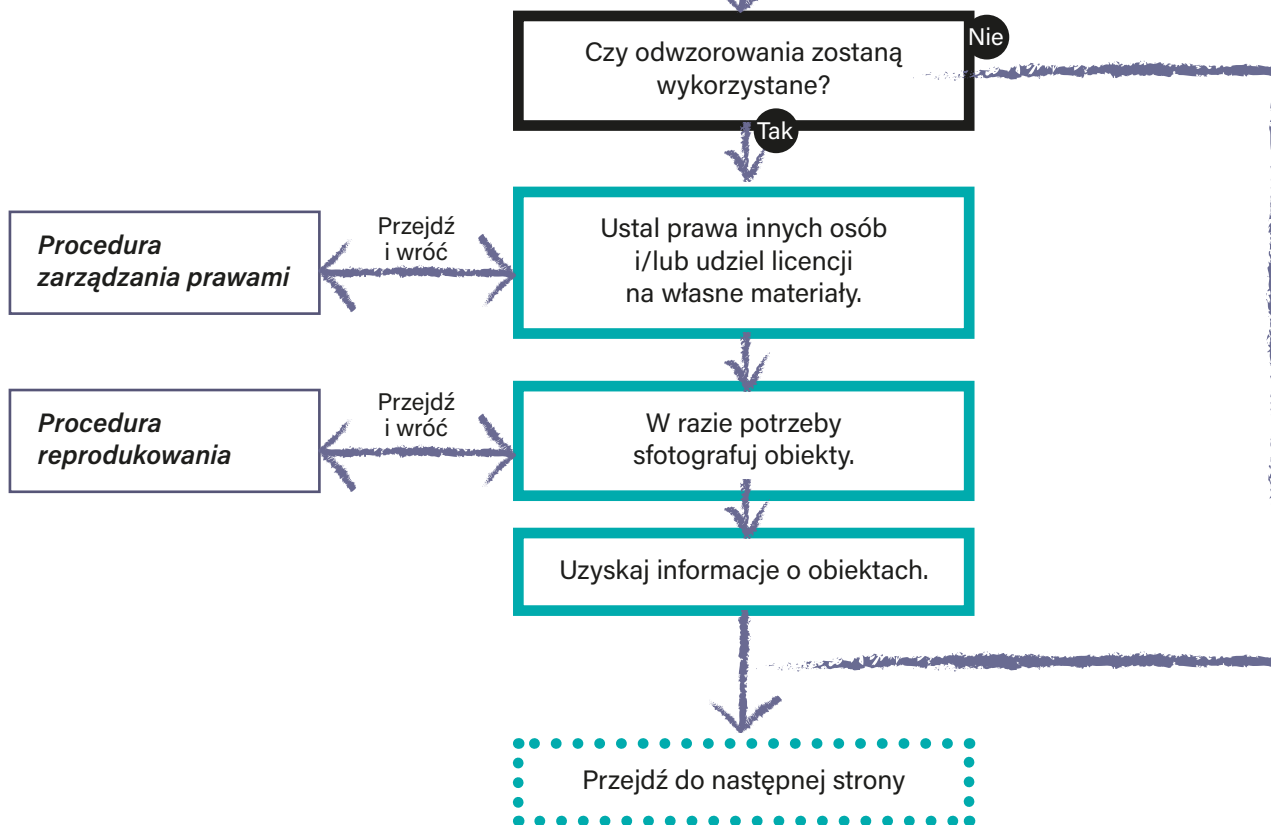 Czy odwzorowania zostaną
wykorzystane?
Nie
Tak
Procedura
zarządzania prawami
Przejdź
i wróć
Ustal prawa innych osób
i/lub udziel licencji
na własne materiały.
Procedura
reprodukowania
Przejdź
i wróć
W razie potrzeby
sfotografuj obiekty.
Uzyskaj informacje o obiektach.
Przejdź do następnej strony